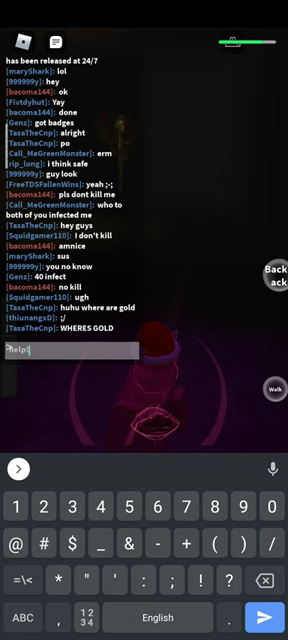 has been released at 24/7
[maryShark]: lol
[999999y]: hey
[bacoma144]: ok
[Fivtdyhut]: Yay
[bacoma144]: done
[Genz]: got badges
[TasaTheCnp]: alright
[TasaTheCnp]: po
[Call_MeGreenMonster]: erm
[rip_long]: i think safe
[999999y]: guy look
[FreeTDSFallenWins]: yeah ;-;
[bacoma144]: pls dont kill me
[Call_MeGreenMonster]: who to
both of you infected me
[TasaTheCnp]: hey guys
[Squidgamer110]: I don't kill
[bacoma144]: amnice
[maryShark]: sus
[999999y]: you no know
[Genz]: 40 infect
[bacoma144]: no kill
[Squidgamer110]: ugh
[TasaTheCnp]: huhu where are gold
[thiunangxD]: ;/
[TasaTheCnp]: WHERES GOLD
Back
ack
help!
Walk
1 2 3 4 5 6 7 8 9 0
@ # $ _ & - + ( ) /
=\< * " ' : ; ! ?
ABC , 12 34 English .